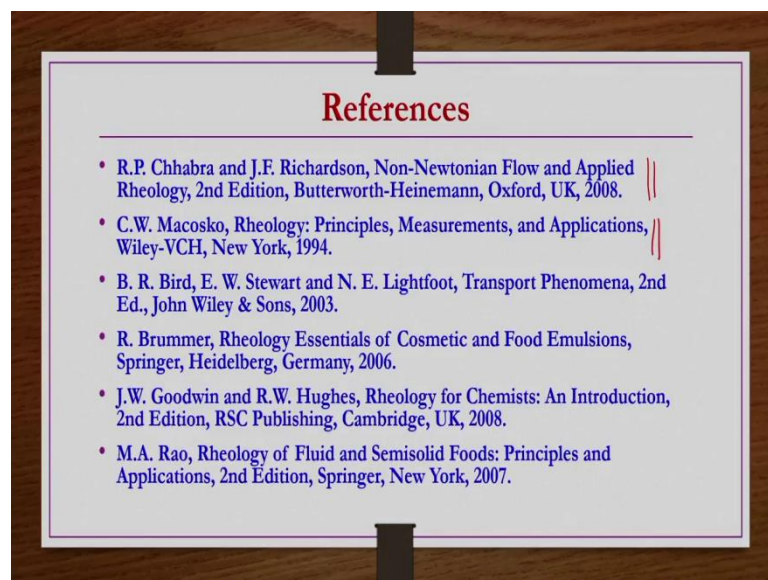 References
• R.P. Chhabra and J.F. Richardson, Non-Newtonian Flow and Applied
Rheology, 2nd Edition, Butterworth-Heinemann, Oxford, UK, 2008.
• C.W. Macosko, Rheology: Principles, Measurements, and Applications,
Wiley-VCH, New York, 1994.
• B. R. Bird, E. W. Stewart and N. E. Lightfoot, Transport Phenomena, 2nd
Ed., John Wiley & Sons, 2003.
• R. Brummer, Rheology Essentials of Cosmetic and Food Emulsions,
Springer, Heidelberg, Germany, 2006.
• J.W. Goodwin and R.W. Hughes, Rheology for Chemists: An Introduction,
2nd Edition, RSC Publishing, Cambridge, UK, 2008.
• M.A. Rao, Rheology of Fluid and Semisolid Foods: Principles and
Applications, 2nd Edition, Springer, New York, 2007.